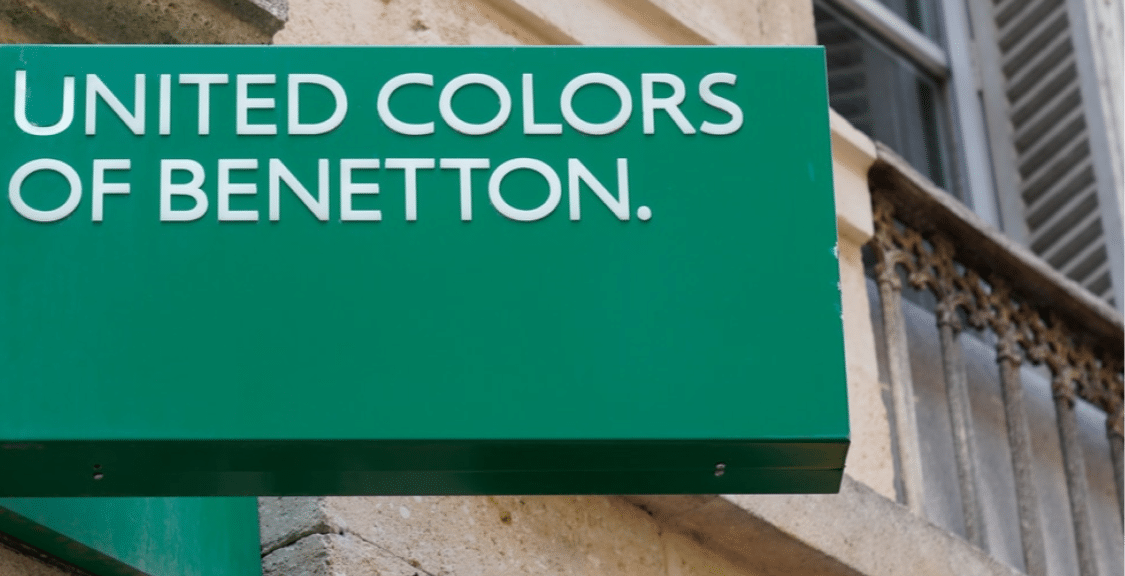 UNITED COLORS
OF BENETTON.